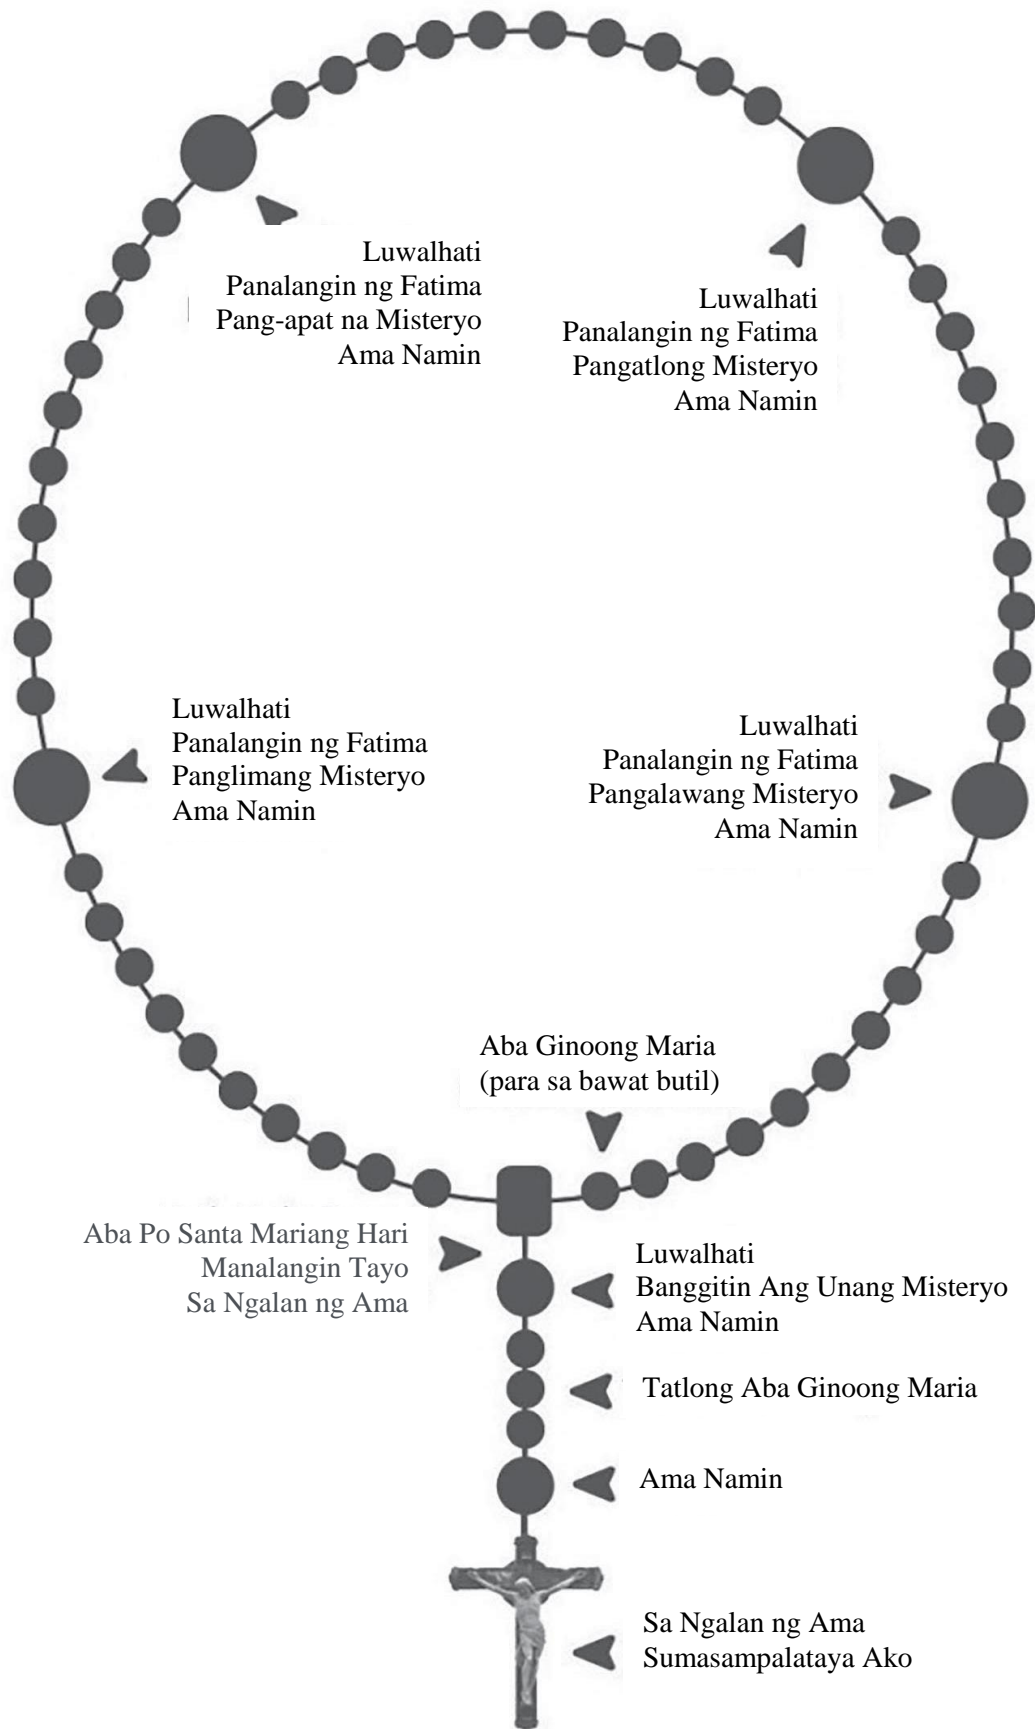 Luwalhati
Panalangin ng Fatima
Pang-apat na Misteryo
Ama Namin
Luwalhati
Panalangin ng Fatima
Pangatlong Misteryo
Ama Namin
Luwalhati
Panalangin ng Fatima
Panglimang Misteryo
Ama Namin
Luwalhati
Panalangin ng Fatima
Pangalawang Misteryo
Ama Namin
Aba Ginoong Maria
(para sa bawat butil)
Aba Po Santa Mariang Hari
Manalangin Tayo
Sa Ngalan ng Ama
Luwalhati
Banggitin Ang Unang Misteryo
Ama Namin
Tatlong Aba Ginoong Maria
Ama Namin
Sa Ngalan ng Ama
Sumasampalataya Ako